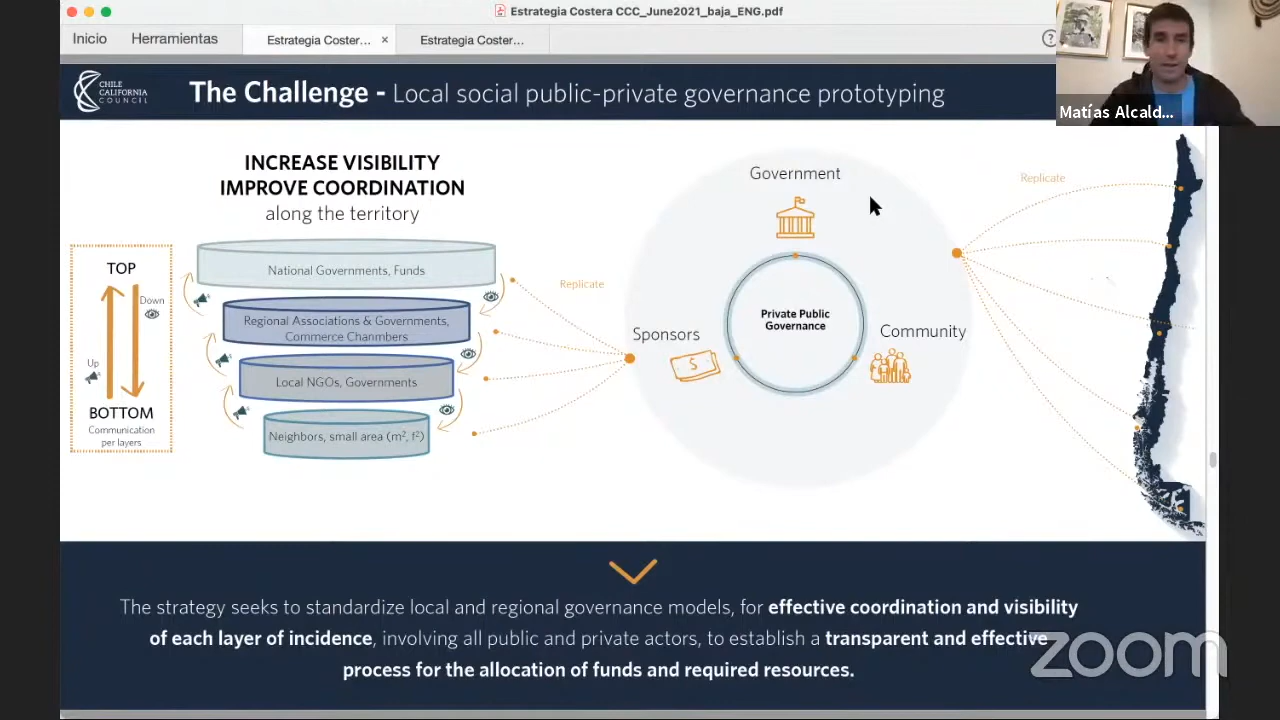 Estrategia Costera CCC_June2021_baja_ENG.pdf
Inicio
Herramientas
Estrategia Coster... ×
Estrategia Coster...
?
Matías Alcald...
CHILE
CALIFORNIA
COUNCIL
The Challenge - Local social public-private governance prototyping
INCREASE VISIBILITY
IMPROVE COORDINATION
along the territory
TOP
Down
Up
BOTTOM
Communication
per layers
National Governments, Funds
Regional Associations & Governments,
Commerce Chanmbers
Local NGOs, Governments
Neighbors, small area (m², f²)
Replicate
Government
Sponsors
$
Private Public
Governance
Community
Replicate
The strategy seeks to standardize local and regional governance models, for effective coordination and visibility
of each layer of incidence, involving all public and private actors, to establish a transparent and effective
process for the allocation of funds and required resources.
zoom